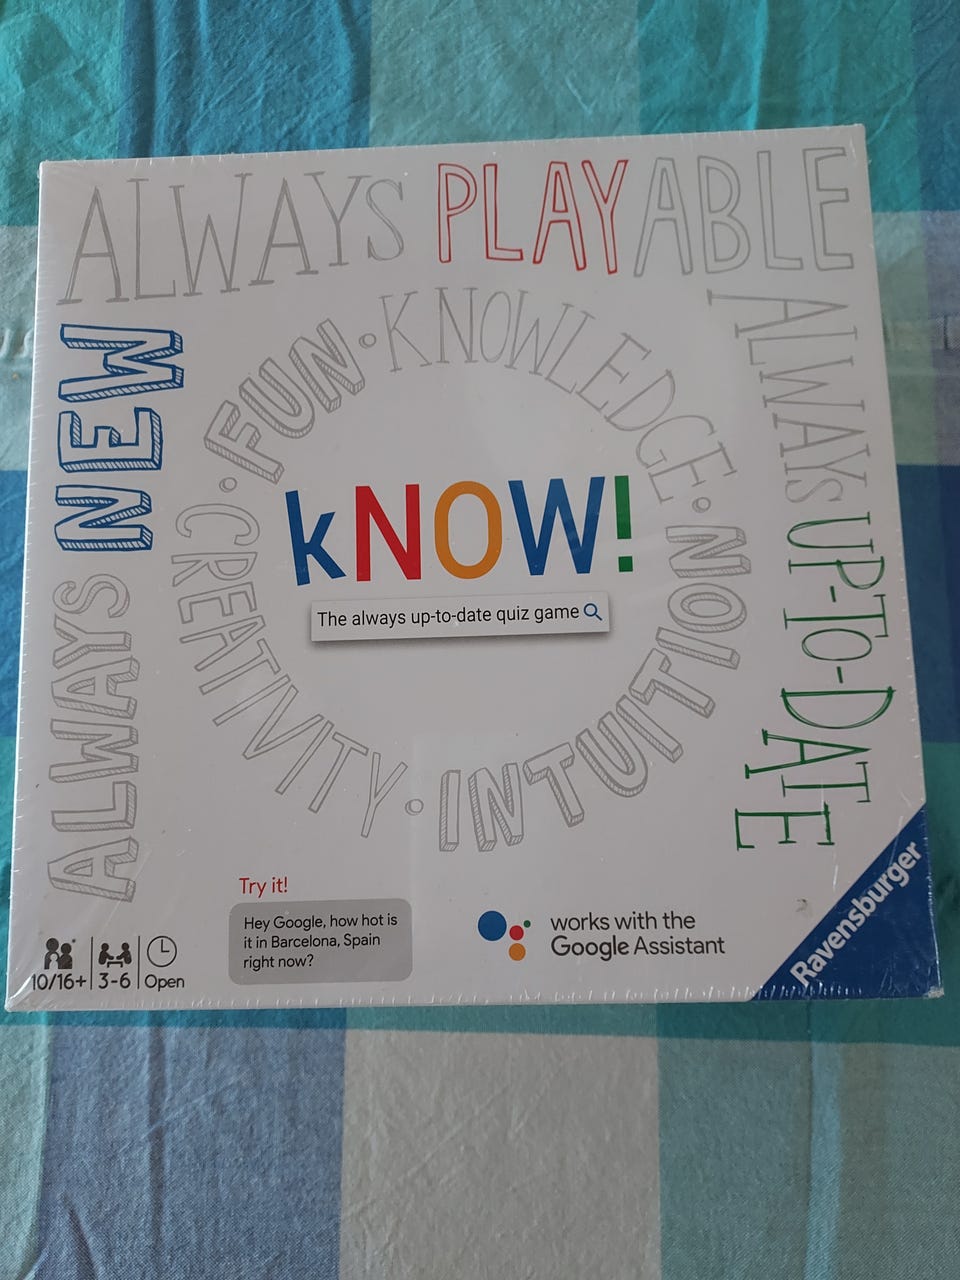 ALWAYS PLAYABLE
ALWAYS UP-TO-DATE
ALWAYS NEW
FUN • KNOWLEDGE • INTUITION • CREATIVITY •
kNOW!
The always up-to-date quiz game
Try it!
Hey Google, how hot is
it in Barcelona, Spain
right now?
10/16+ 3-6 Open
works with the
Google Assistant
Ravensburger